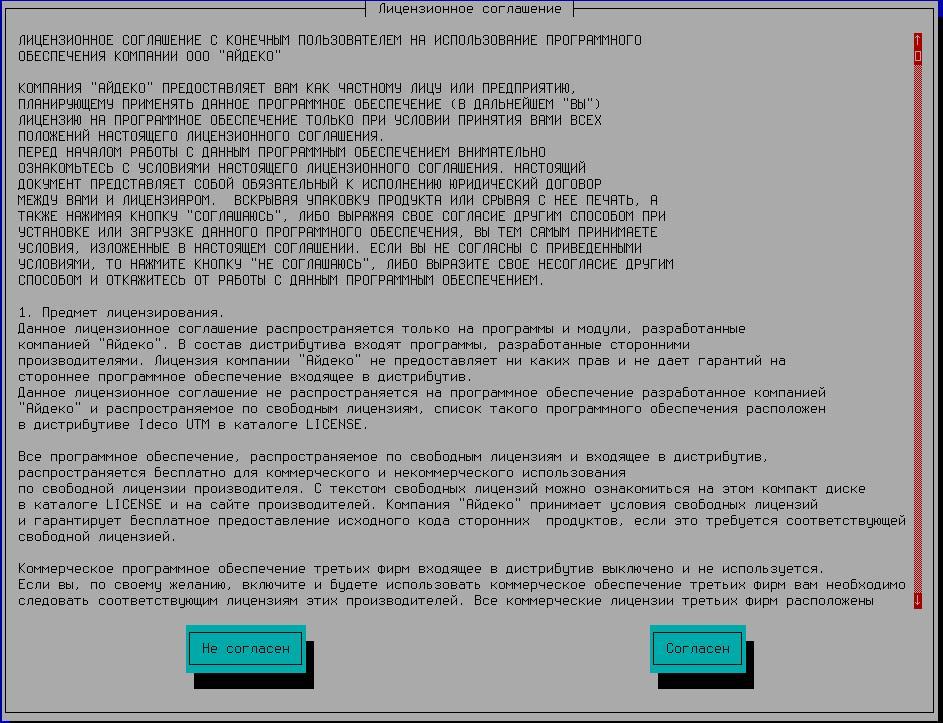 Лицензионное соглашение
ЛИЦЕНЗИОННОЕ СОГЛАШЕНИЕ С КОНЕЧНЫМ ПОЛЬЗОВАТЕЛЕМ НА ИСПОЛЬЗОВАНИЕ ПРОГРАММНОГО
ОБЕСПЕЧЕНИЯ КОМПАНИИ ООО "АЙДЕКО"
КОМПАНИЯ "АЙДЕКО" ПРЕДОСТАВЛЯЕТ ВАМ КАК ЧАСТНОМУ ЛИЦУ ИЛИ ПРЕДПРИЯТИЮ,
ПЛАНИРУЮЩЕМУ ПРИМЕНЯТЬ ДАННОЕ ПРОГРАММНОЕ ОБЕСПЕЧЕНИЕ (В ДАЛЬНЕЙШЕМ "ВЫ")
ЛИЦЕНЗИЮ НА ПРОГРАММНОЕ ОБЕСПЕЧЕНИЕ ТОЛЬКО ПРИ УСЛОВИИ ПРИНЯТИЯ ВАМИ ВСЕХ
ПОЛОЖЕНИЙ НАСТОЯЩЕГО ЛИЦЕНЗИОННОГО СОГЛАШЕНИЯ.
ПЕРЕД НАЧАЛОМ РАБОТЫ С ДАННЫМ ПРОГРАММНЫМ ОБЕСПЕЧЕНИЕМ ВНИМАТЕЛЬНО
ОЗНАКОМЬТЕСЬ С УСЛОВИЯМИ НАСТОЯЩЕГО ЛИЦЕНЗИОННОГО СОГЛАШЕНИЯ. НАСТОЯЩИЙ
ДОКУМЕНТ ПРЕДСТАВЛЯЕТ СОБОЙ ОБЯЗАТЕЛЬНЫЙ К ИСПОЛНЕНИЮ ЮРИДИЧЕСКИЙ ДОГОВОР
МЕЖДУ ВАМИ И ЛИЦЕНЗИАРОМ.  ВСКРЫВАЯ УПАКОВКУ ПРОДУКТА ИЛИ СРЫВАЯ С НЕЕ ПЕЧАТЬ, А
ТАКЖЕ НАЖИМАЯ КНОПКУ "СОГЛАШАЮСЬ", ЛИБО ВЫРАЖАЯ СВОЕ СОГЛАСИЕ ДРУГИМ СПОСОБОМ ПРИ
УСТАНОВКЕ ИЛИ ЗАГРУЗКЕ ДАННОГО ПРОГРАММНОГО ОБЕСПЕЧЕНИЯ, ВЫ ТЕМ САМЫМ ПРИНИМАЕТЕ
УСЛОВИЯ, ИЗЛОЖЕННЫЕ В НАСТОЯЩЕМ СОГЛАШЕНИИ. ЕСЛИ ВЫ НЕ СОГЛАСНЫ С ПРИВЕДЕННЫМИ
УСЛОВИЯМИ, ТО НАЖМИТЕ КНОПКУ "НЕ СОГЛАШАЮСЬ", ЛИБО ВЫРАЗИТЕ СВОЕ НЕСОГЛАСИЕ ДРУГИМ
СПОСОБОМ И ОТКАЖИТЕСЬ ОТ РАБОТЫ С ДАННЫМ ПРОГРАММНЫМ ОБЕСПЕЧЕНИЕМ.
1. Предмет лицензирования.
Данное лицензионное соглашение распространяется только на программы и модули, разработанные
компанией "Айдеко". В состав дистрибутива входят программы, разработанные сторонними
производителями. Лицензия компании "Айдеко" не предоставляет ни каких прав и не дает гарантий на
стороннее программное обеспечение входящее в дистрибутив.
Данное лицензионное соглашение не распространяется на программное обеспечение разработанное компанией
"Айдеко" и распространяемое по свободным лицензиям, список такого программного обеспечения расположен
в дистрибутиве Ideco UTM в каталоге LICENSE.
Все программное обеспечение, распространяемое по свободным лицензиям и входящее в дистрибутив,
распространяется бесплатно для коммерческого и некоммерческого использования
по свободной лицензии производителя. С текстом свободных лицензий можно ознакомиться на этом компакт диске
в каталоге LICENSE и на сайте производителей. Компания "Айдеко" принимает условия свободных лицензий
и гарантирует бесплатное предоставление исходного кода сторонних  продуктов, если это требуется соответствующей
свободной лицензией.
Коммерческое программное обеспечение третьих фирм входящее в дистрибутив выключено и не используется.
Если вы, по своему желанию, включите и будете использовать коммерческое обеспечение третьих фирм вам необходимо
следовать соответствующим лицензиям этих производителей. Все коммерческие лицензии третьих фирм расположены
Не согласен
Согласен